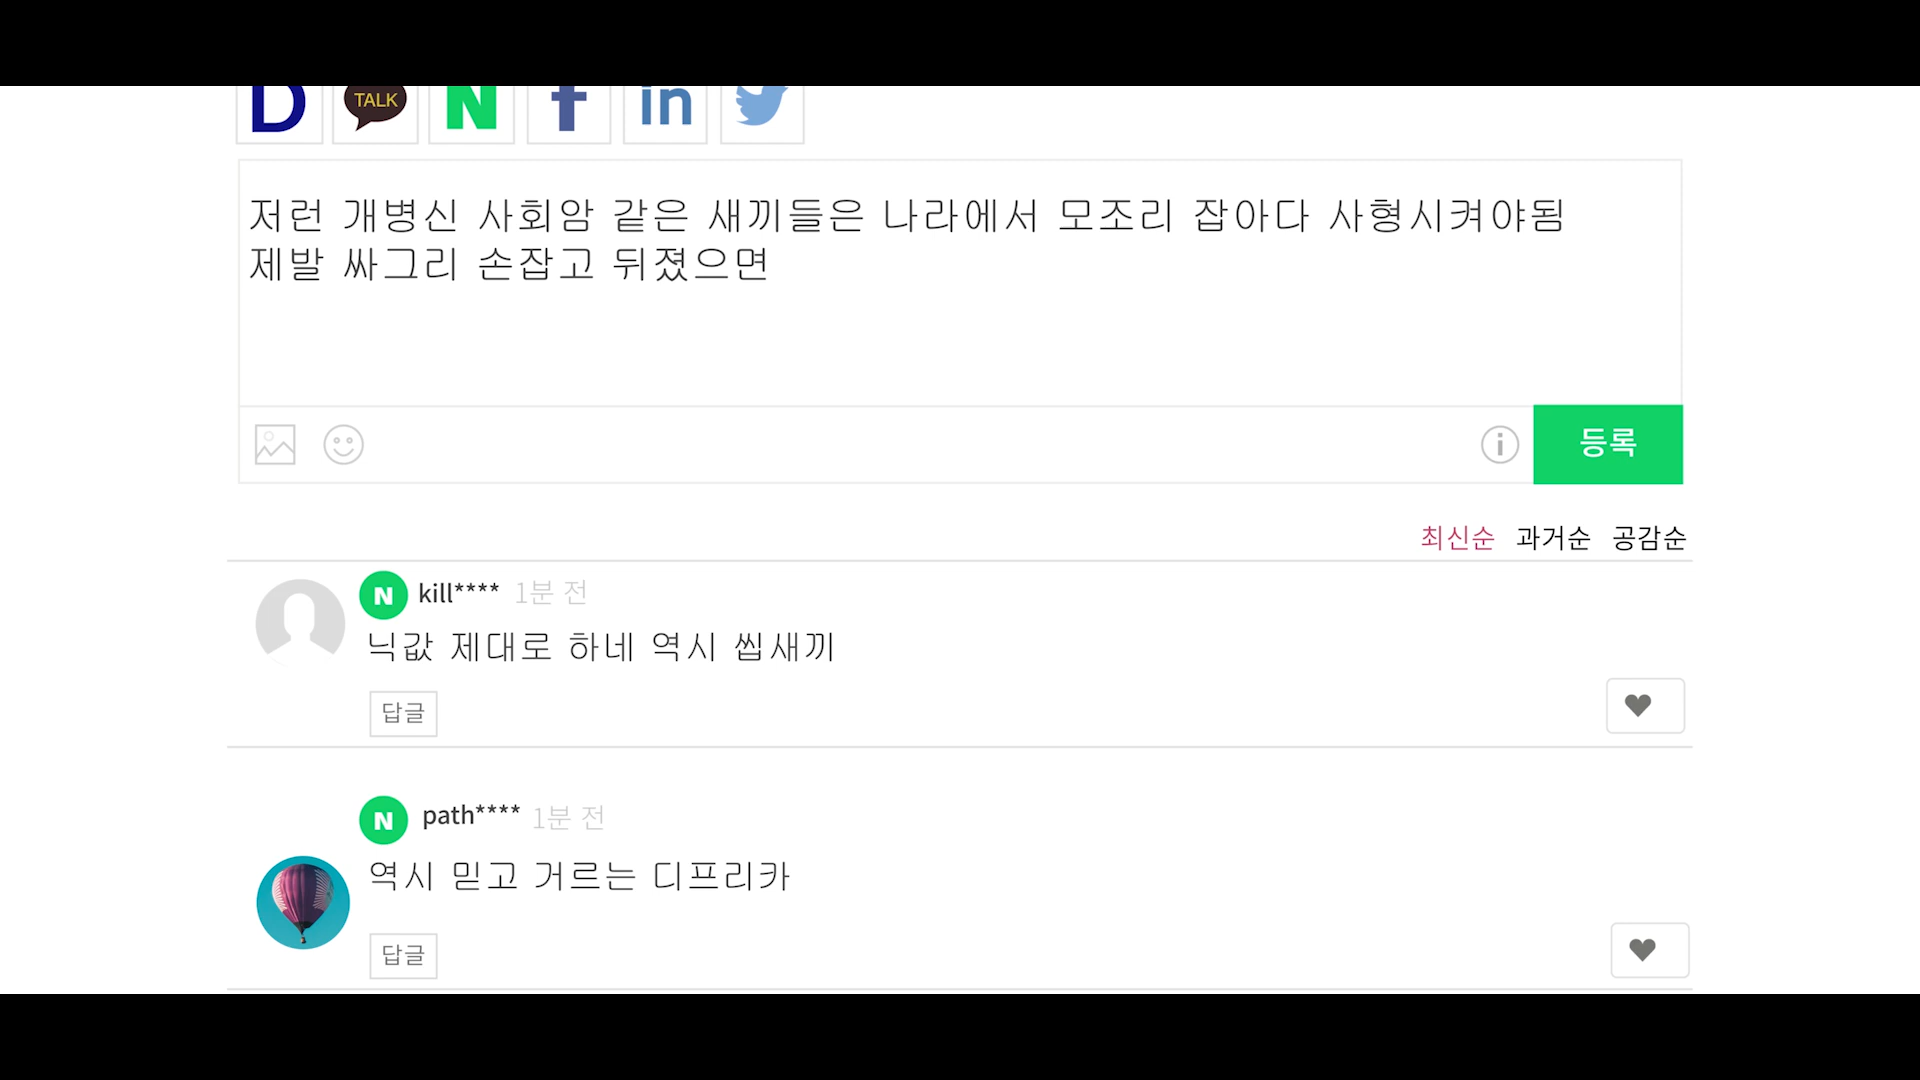 D TALK N f in
저런 개병신 사회암 같은 새끼들은 나라에서 모조리 잡아다 사형시켜야됨
제발 싸그리 손잡고 뒤졌으면
등록
최신순 과거순 공감순
N kill**** 1분 전
닉값 제대로 하네 역시 씹새끼
답글
N path**** 1분 전
역시 믿고 거르는 디프리카
답글